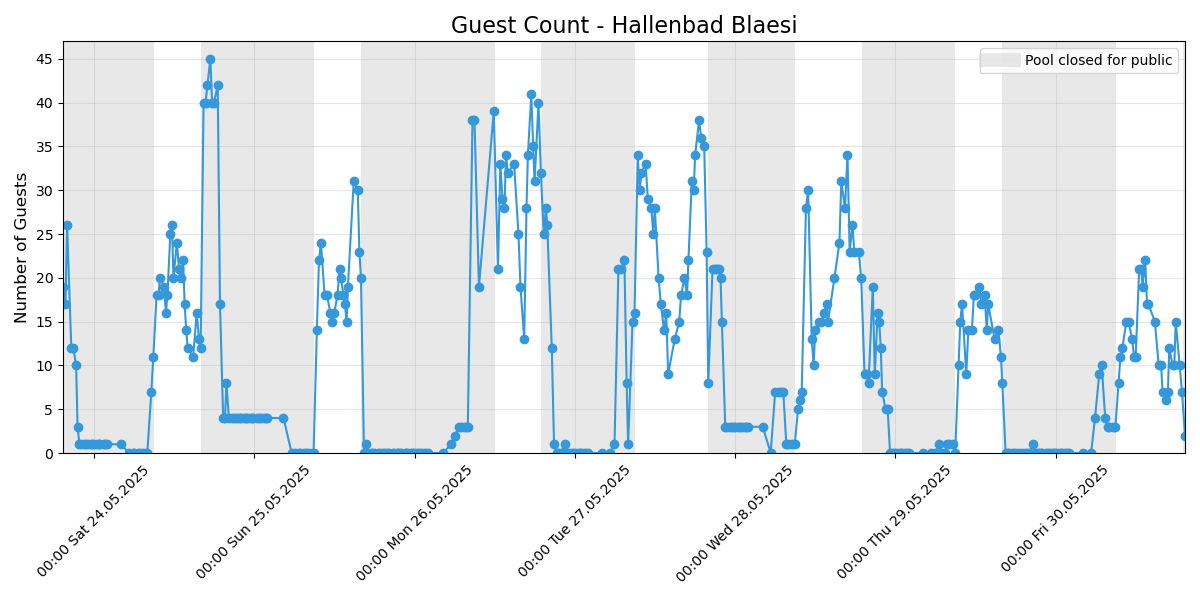 Guest Count - Hallenbad Blaesi
Pool closed for public
Number of Guests
45
40
35
30
25
20
15
10
5
0
00:00 Sat 24.05.2025
00:00 Sun 25.05.2025
00:00 Mon 26.05.2025
00:00 Tue 27.05.2025
00:00 Wed 28.05.2025
00:00 Thu 29.05.2025
00:00 Fri 30.05.2025